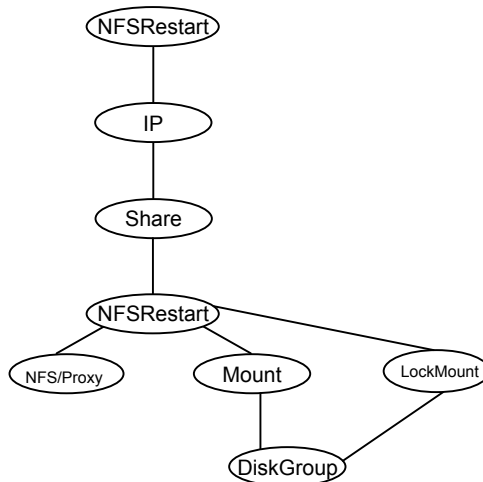 NFSRestart
IP
Share
NFSRestart
NFS/Proxy
Mount
LockMount
DiskGroup